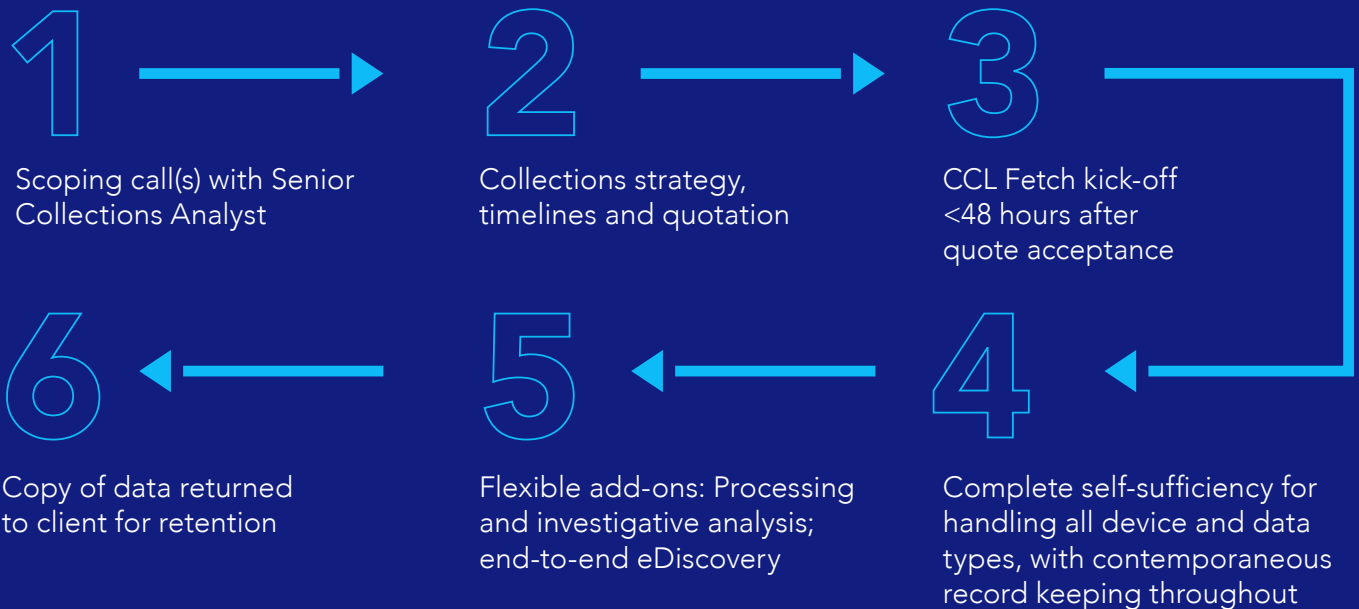 1
Scoping call(s) with Senior
Collections Analyst
2
Collections strategy,
timelines and quotation
3
CCL Fetch kick-off
<48 hours after
quote acceptance
4
Complete self-sufficiency for
handling all device and data
types, with contemporaneous
record keeping throughout
5
Flexible add-ons: Processing
and investigative analysis;
end-to-end eDiscovery
6
Copy of data returned
to client for retention